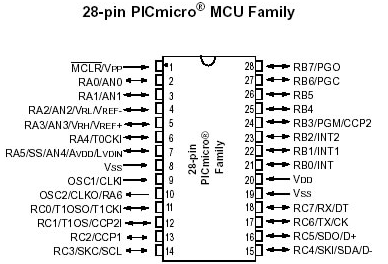 28-pin PICmicro® MCU Family
MCLR/VPP 1 28 RB7/PGO
RA0/AN0 2 27 RB6/PGC
RA1/AN1 3 26 RB5
RA2/AN2/VRL/VREF- 4 25 RB4
RA3/AN3/VRH/VREF+ 5 24 RB3/PGM/CCP2
RA4/T0CKI 6 23 RB2/INT2
RA5/SS/AN4/AVDD/LVDIN 7 22 RB1/INT1
VSS 8 21 RB0/INT
OSC1/CLKI 9 20 VDD
OSC2/CLKO/RA6 10 19 VSS
RC0/T1OSO/T1CKI 11 18 RC7/RX/DT
RC1/T1OS/CCP2I 12 17 RC6/TX/CK
RC2/CCP1 13 16 RC5/SDO/D+
RC3/SKC/SCL 14 15 RC4/SKI/SDA/D-
28-pin
PICmicro®
Family